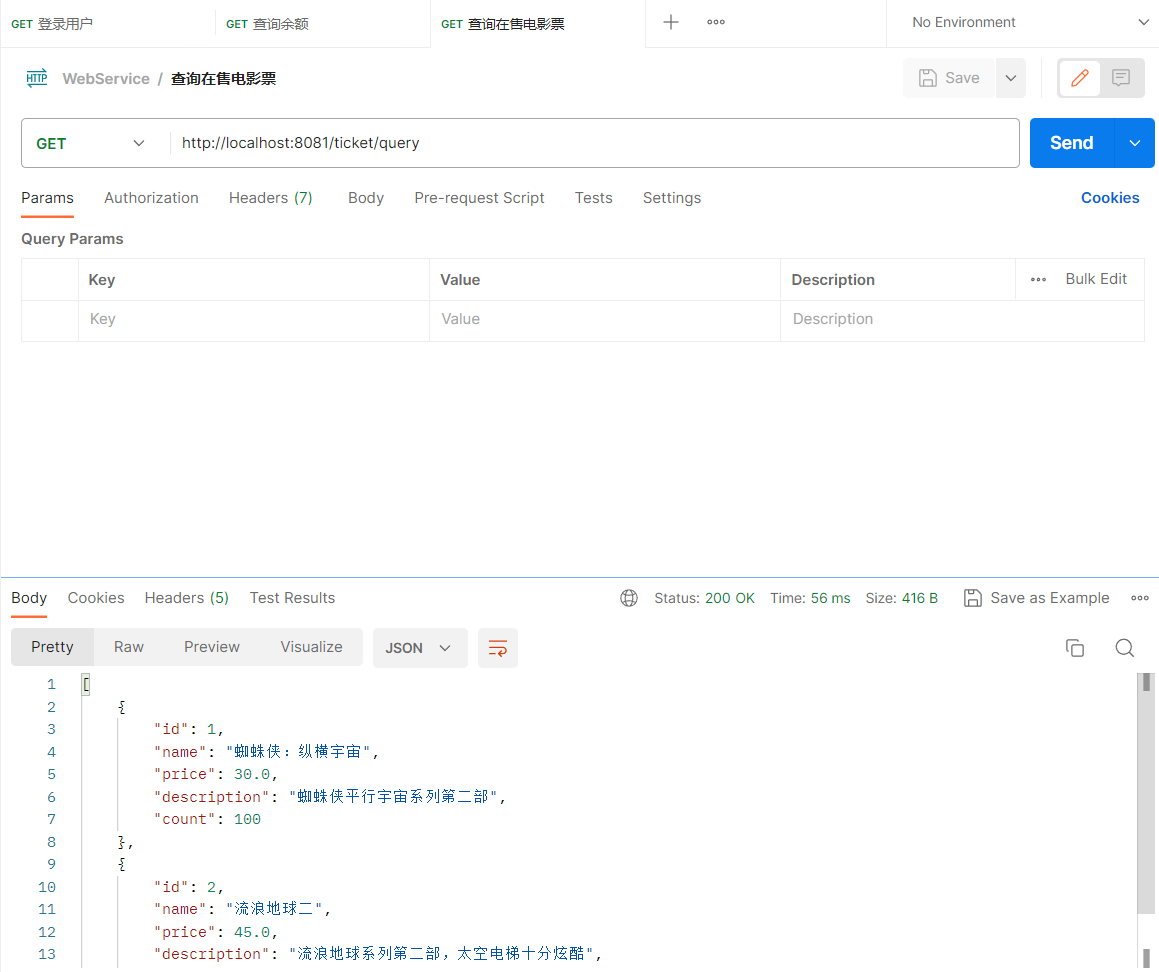 GET 登录用户 GET 查询余额 GET 查询在售电影票 No Environment
HTTP WebService / 查询在售电影票 Save
GET http://localhost:8081/ticket/query Send
Params Authorization Headers (7) Body Pre-request Script Tests Settings Cookies
Query Params
Key Value Description Bulk Edit
Key Value Description
Body Cookies Headers (5) Test Results Status: 200 OK Time: 56 ms Size: 416 B Save as Example
Pretty Raw Preview Visualize JSON
1 [
2 {
3 "id": 1,
4 "name": "蜘蛛侠：纵横宇宙",
5 "price": 30.0,
6 "description": "蜘蛛侠平行宇宙系列第二部",
7 "count": 100
8 },
9 {
10 "id": 2,
11 "name": "流浪地球二",
12 "price": 45.0,
13 "description": "流浪地球系列第二部，太空电梯十分炫酷",